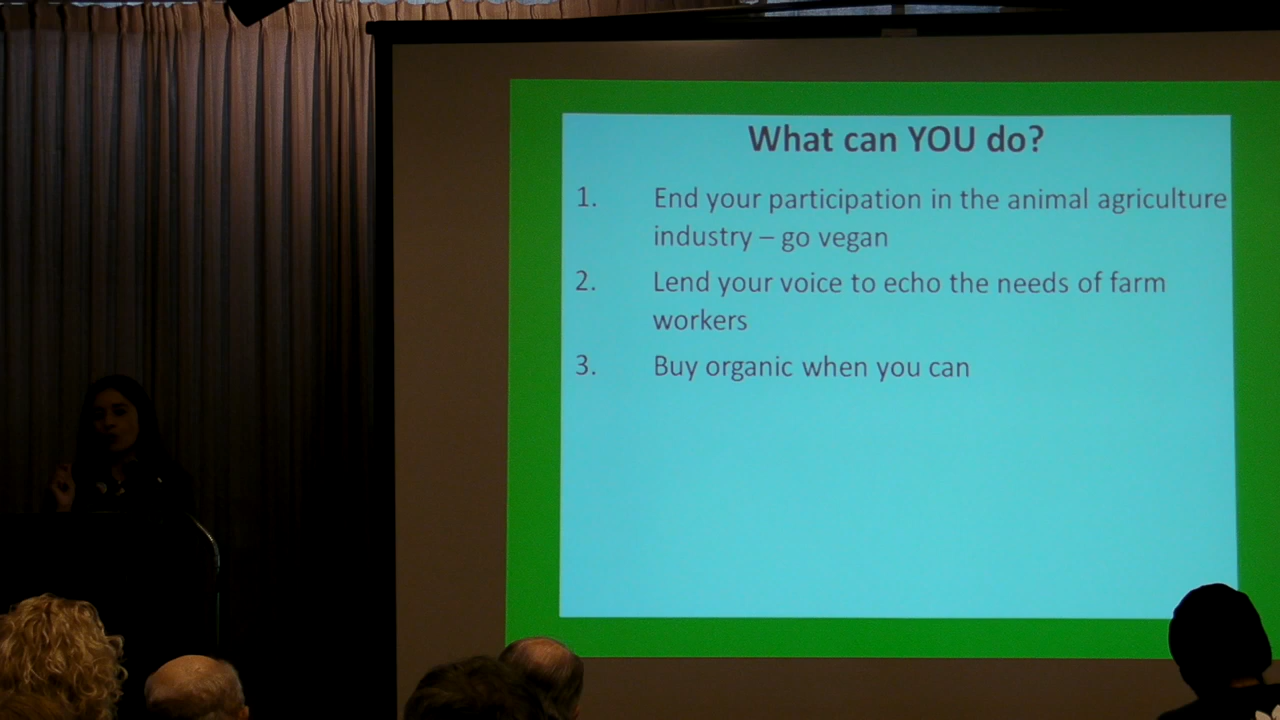 What can YOU do?
1. End your participation in the animal agriculture
industry – go vegan
2. Lend your voice to echo the needs of farm
workers
3. Buy organic when you can